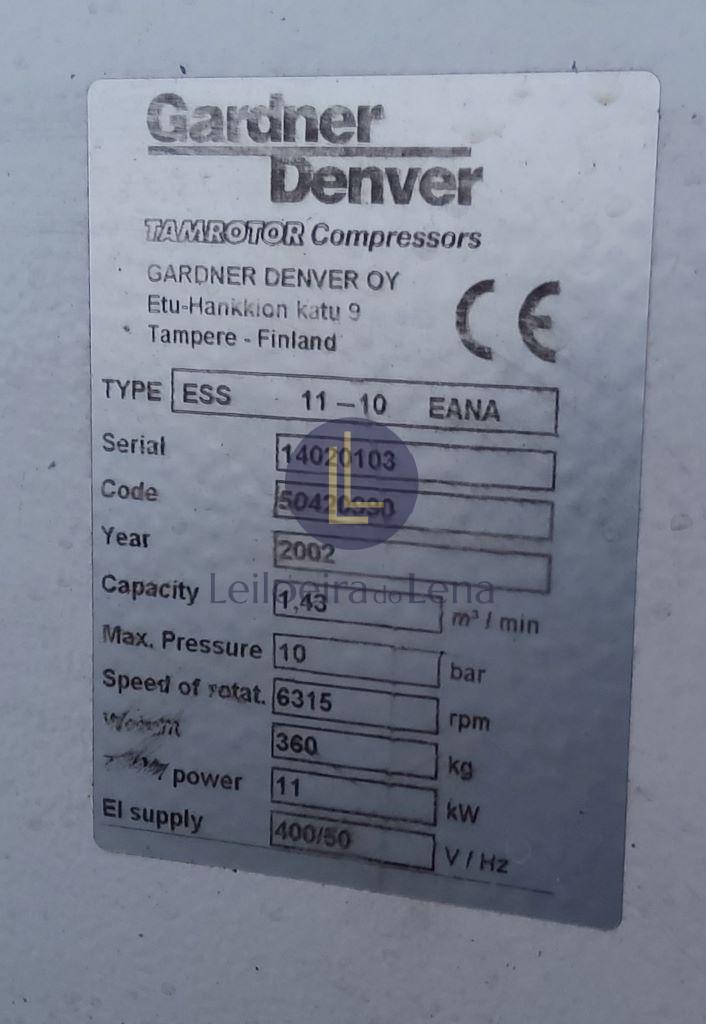 Gardner
Denver
TAMROTOR Compressors
GARDNER DENVER OY
Etu-Hankkion katu 9
Tampere - Finland
CE
TYPE ESS 11-10 EANA
Serial 14020103
Code
Year 2002
Capacity 1,43 m³ / min
Max. Pressure 10 bar
Speed of rotat. 6315 rpm
360 kg
power 11 kW
El supply 400/50 V / Hz
L
Leiloeira do Lena